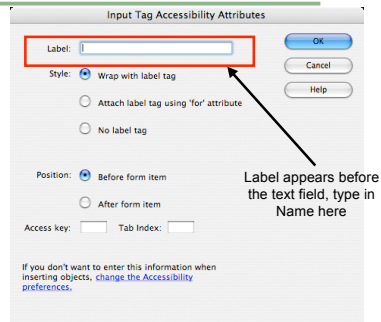 Input Tag Accessibility Attributes
Label:
OK
Cancel
Help
Style:
Wrap with label tag
Attach label tag using 'for' attribute
No label tag
Position:
Before form item
After form item
Access key:
Tab Index:
Label appears before
the text field, type in
Name here
If you don't want to enter this information when
inserting objects, change the Accessibility
preferences.